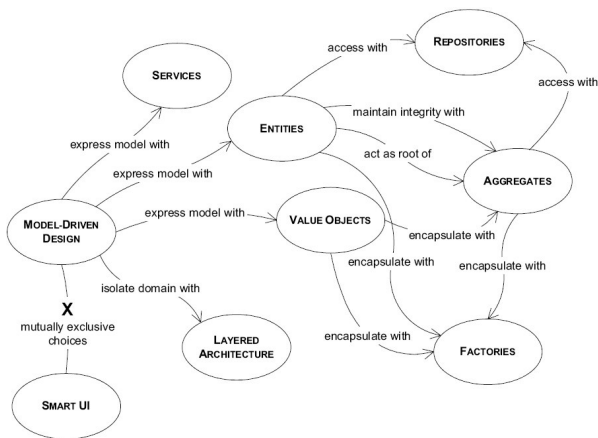 REPOSITORIES
access with
SERVICES
access with
maintain integrity with
ENTITIES
express model with
act as root of
express model with
AGGREGATES
express model with
VALUE OBJECTS
MODEL-DRIVEN
DESIGN
encapsulate with
encapsulate with
encapsulate with
isolate domain with
X
mutually exclusive
choices
encapsulate with
LAYERED
ARCHITECTURE
FACTORIES
SMART UI